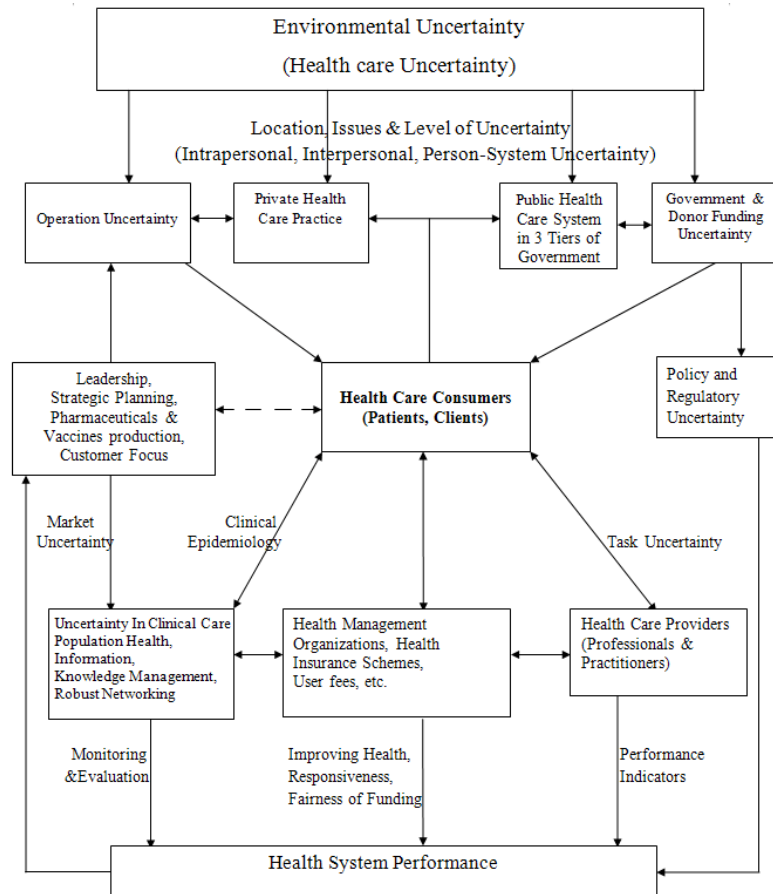 Environmental Uncertainty
(Health care Uncertainty)
Location, Issues & Level of Uncertainty
(Intrapersonal, Interpersonal, Person-System Uncertainty)
Operation Uncertainty
Private Health
Care Practice
Public Health
Care System
in 3 Tiers of
Government
Government &
Donor Funding
Uncertainty
Leadership,
Strategic Planning,
Pharmaceuticals &
Vaccines production,
Customer Focus
Health Care Consumers
(Patients, Clients)
Policy and
Regulatory
Uncertainty
Market
Uncertainty
Clinical
Epidemiology
Task Uncertainty
Uncertainty In Clinical Care
Population Health,
Information,
Knowledge Management,
Robust Networking
Health Management
Organizations, Health
Insurance Schemes,
User fees, etc.
Health Care Providers
(Professionals &
Practitioners)
Monitoring
&Evaluation
Improving Health,
Responsiveness,
Fairness of Funding
Performance
Indicators
Health System Performance